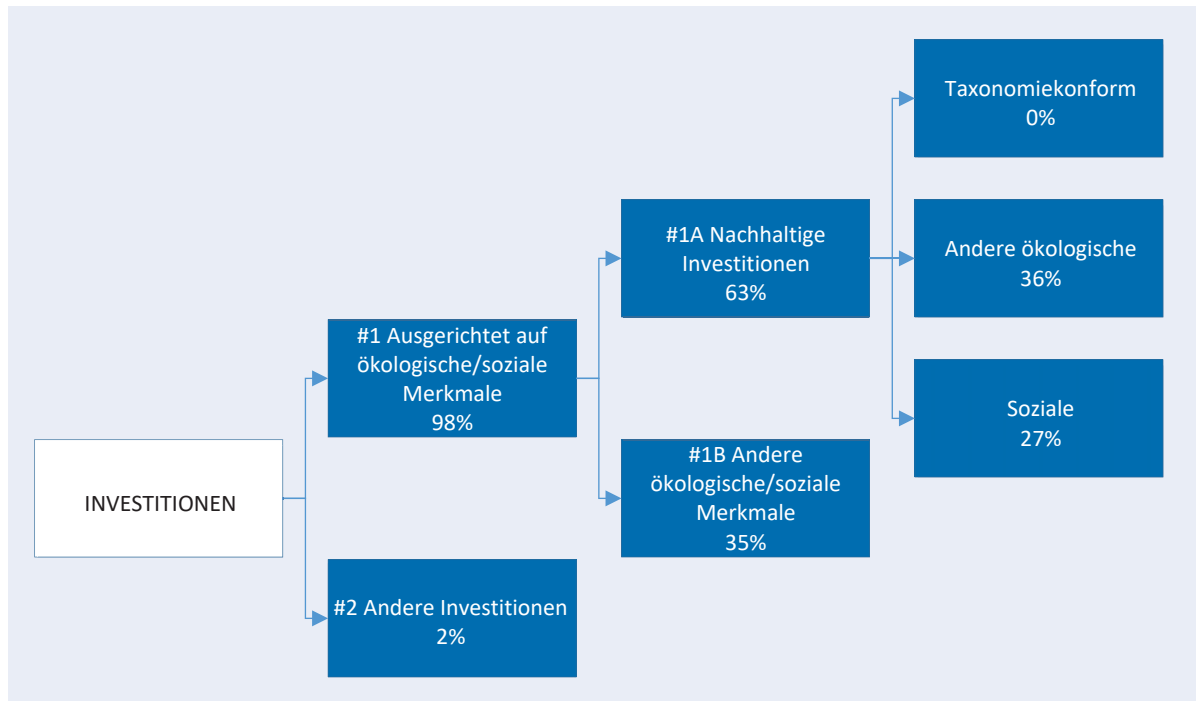 INVESTITIONEN
#1 Ausgerichtet auf
ökologische/soziale
Merkmale
98%
#2 Andere Investitionen
2%
#1A Nachhaltige
Investitionen
63%
#1B Andere
ökologische/soziale
Merkmale
35%
Taxonomiekonform
0%
Andere ökologische
36%
Soziale
27%